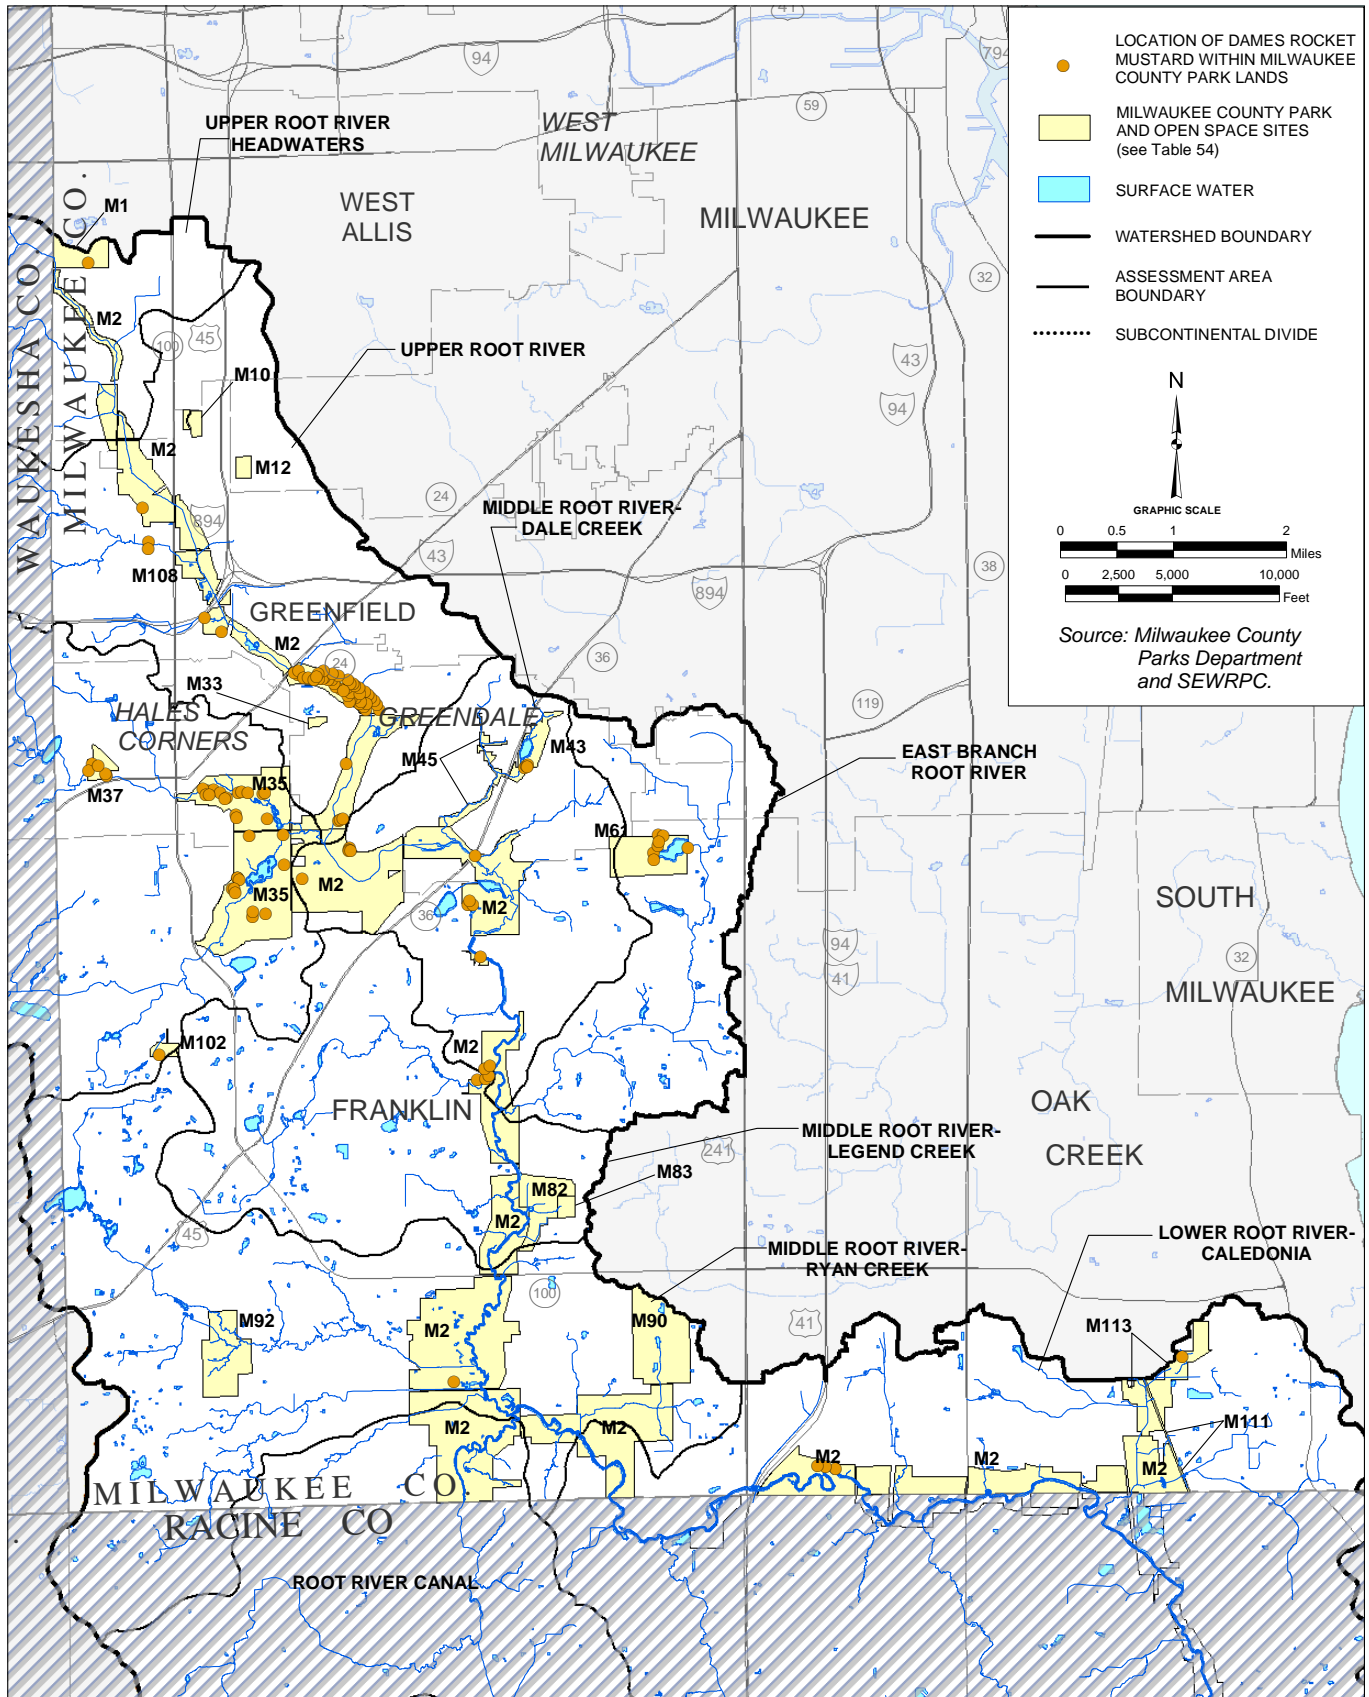 LOCATION OF DAMES ROCKET
MUSTARD WITHIN MILWAUKEE
COUNTY PARK LANDS
MILWAUKEE COUNTY PARK
AND OPEN SPACE SITES
(see Table 54)
SURFACE WATER
WATERSHED BOUNDARY
ASSESSMENT AREA
BOUNDARY
SUBCONTINENTAL DIVIDE
N
GRAPHIC SCALE
0 0.5 1 2
Miles
0 2,500 5,000 10,000
Feet
Source: Milwaukee County
Parks Department
and SEWRPC.
41
94
794
59
UPPER ROOT RIVER
HEADWATERS
WEST
MILWAUKEE
WEST
ALLIS
MILWAUKEE
M1
WAUKESHA CO.
MILWAUKEE CO.
32
M2
100
45
UPPER ROOT RIVER
43
M10
94
M2
M12
24
MIDDLE ROOT RIVER-
DALE CREEK
894
43
M108
38
894
GREENFIELD
M2
24
36
M33
119
HALES
CORNERS
GREENDALE
M45
M43
EAST BRANCH
ROOT RIVER
M37
M35
M61
M2
M35
36
M2
SOUTH
MILWAUKEE
94
41
32
M102
M2
FRANKLIN
OAK
CREEK
MIDDLE ROOT RIVER-
LEGEND CREEK
241
M83
M82
M2
45
MIDDLE ROOT RIVER-
RYAN CREEK
LOWER ROOT RIVER-
CALEDONIA
100
M92
M2
M90
41
M113
M2
M2
M111
M2
M2
M2
MILWAUKEE CO.
RACINE CO
ROOT RIVER CANAL